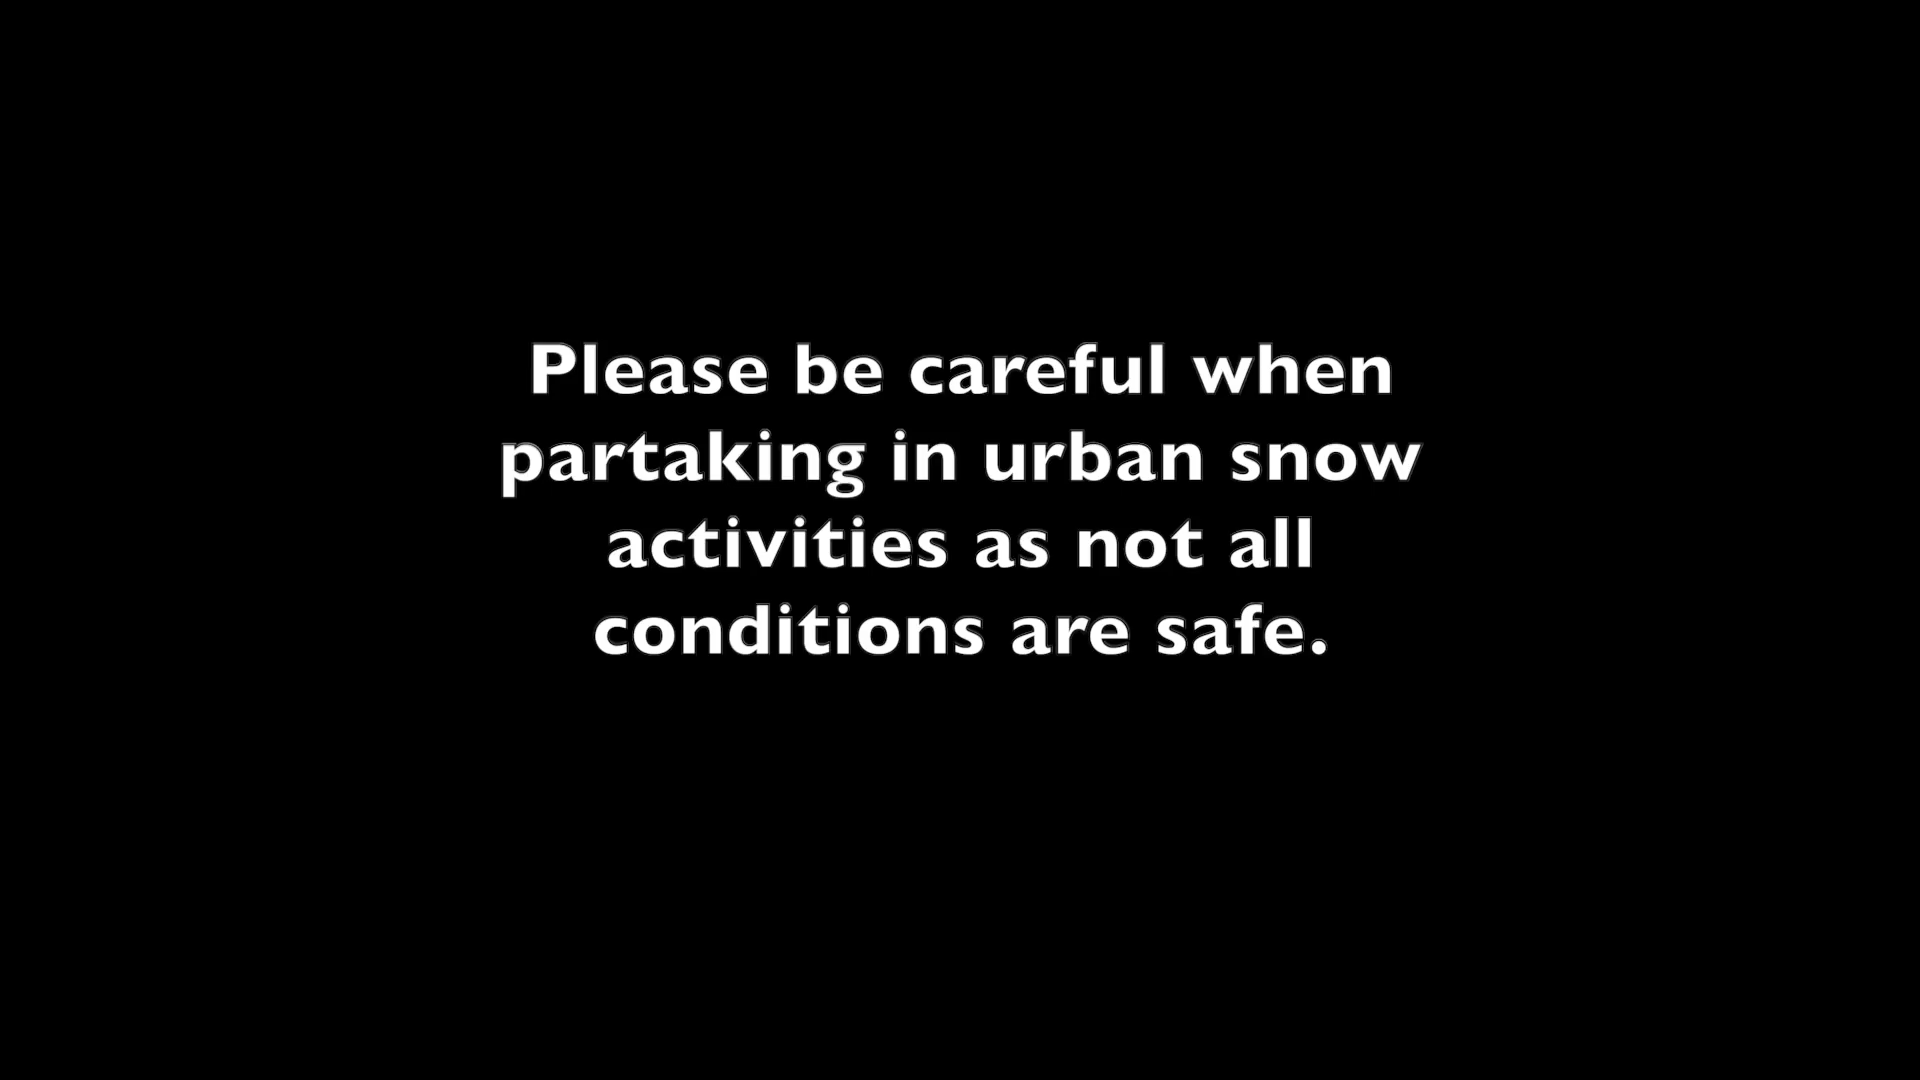 Please be careful when
partaking in urban snow
activities as not all
conditions are safe.